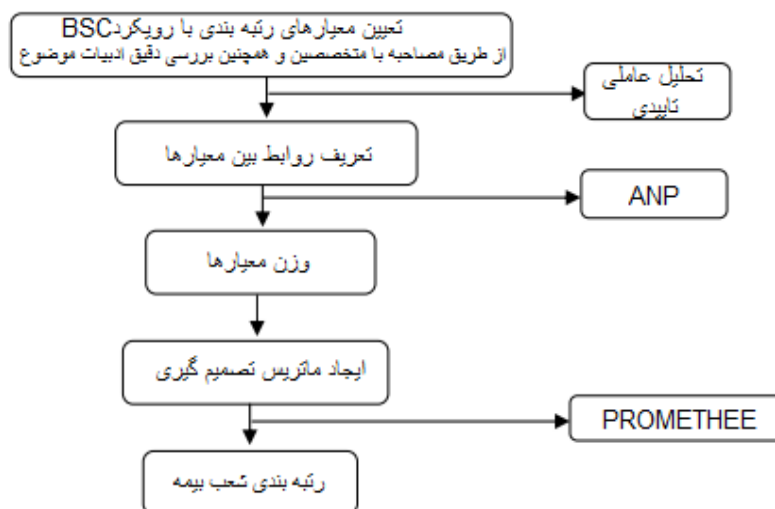 تعیین معیارهای رتبه بندی با رویکردBSC
از طریق مصاحبه با متخصصین و همچنین بررسی دقیق ادبیات موضوع
تحلیل عاملی
تاییدی
تعریف روابط بین معیارها
ANP
وزن معیارها
ایجاد ماتریس تصمیم گیری
PROMETHEE
رتبه بندی شعب بیمه